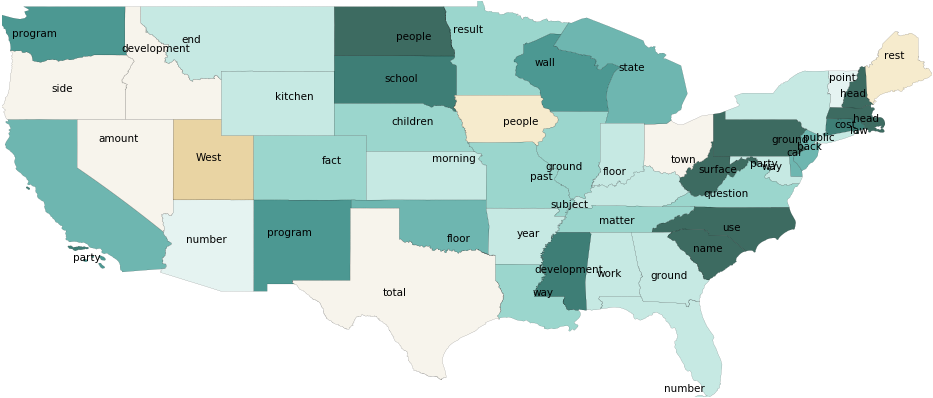 program
end
development
people
result
side
kitchen
school
wall
state
rest
amount
children
people
point
head
West
fact
morning
past
ground
floor
town
surface
party
way
car
ground
public
back
cost
head
law
question
subject
matter
use
name
number
program
floor
year
party
total
development
way
work
ground
number